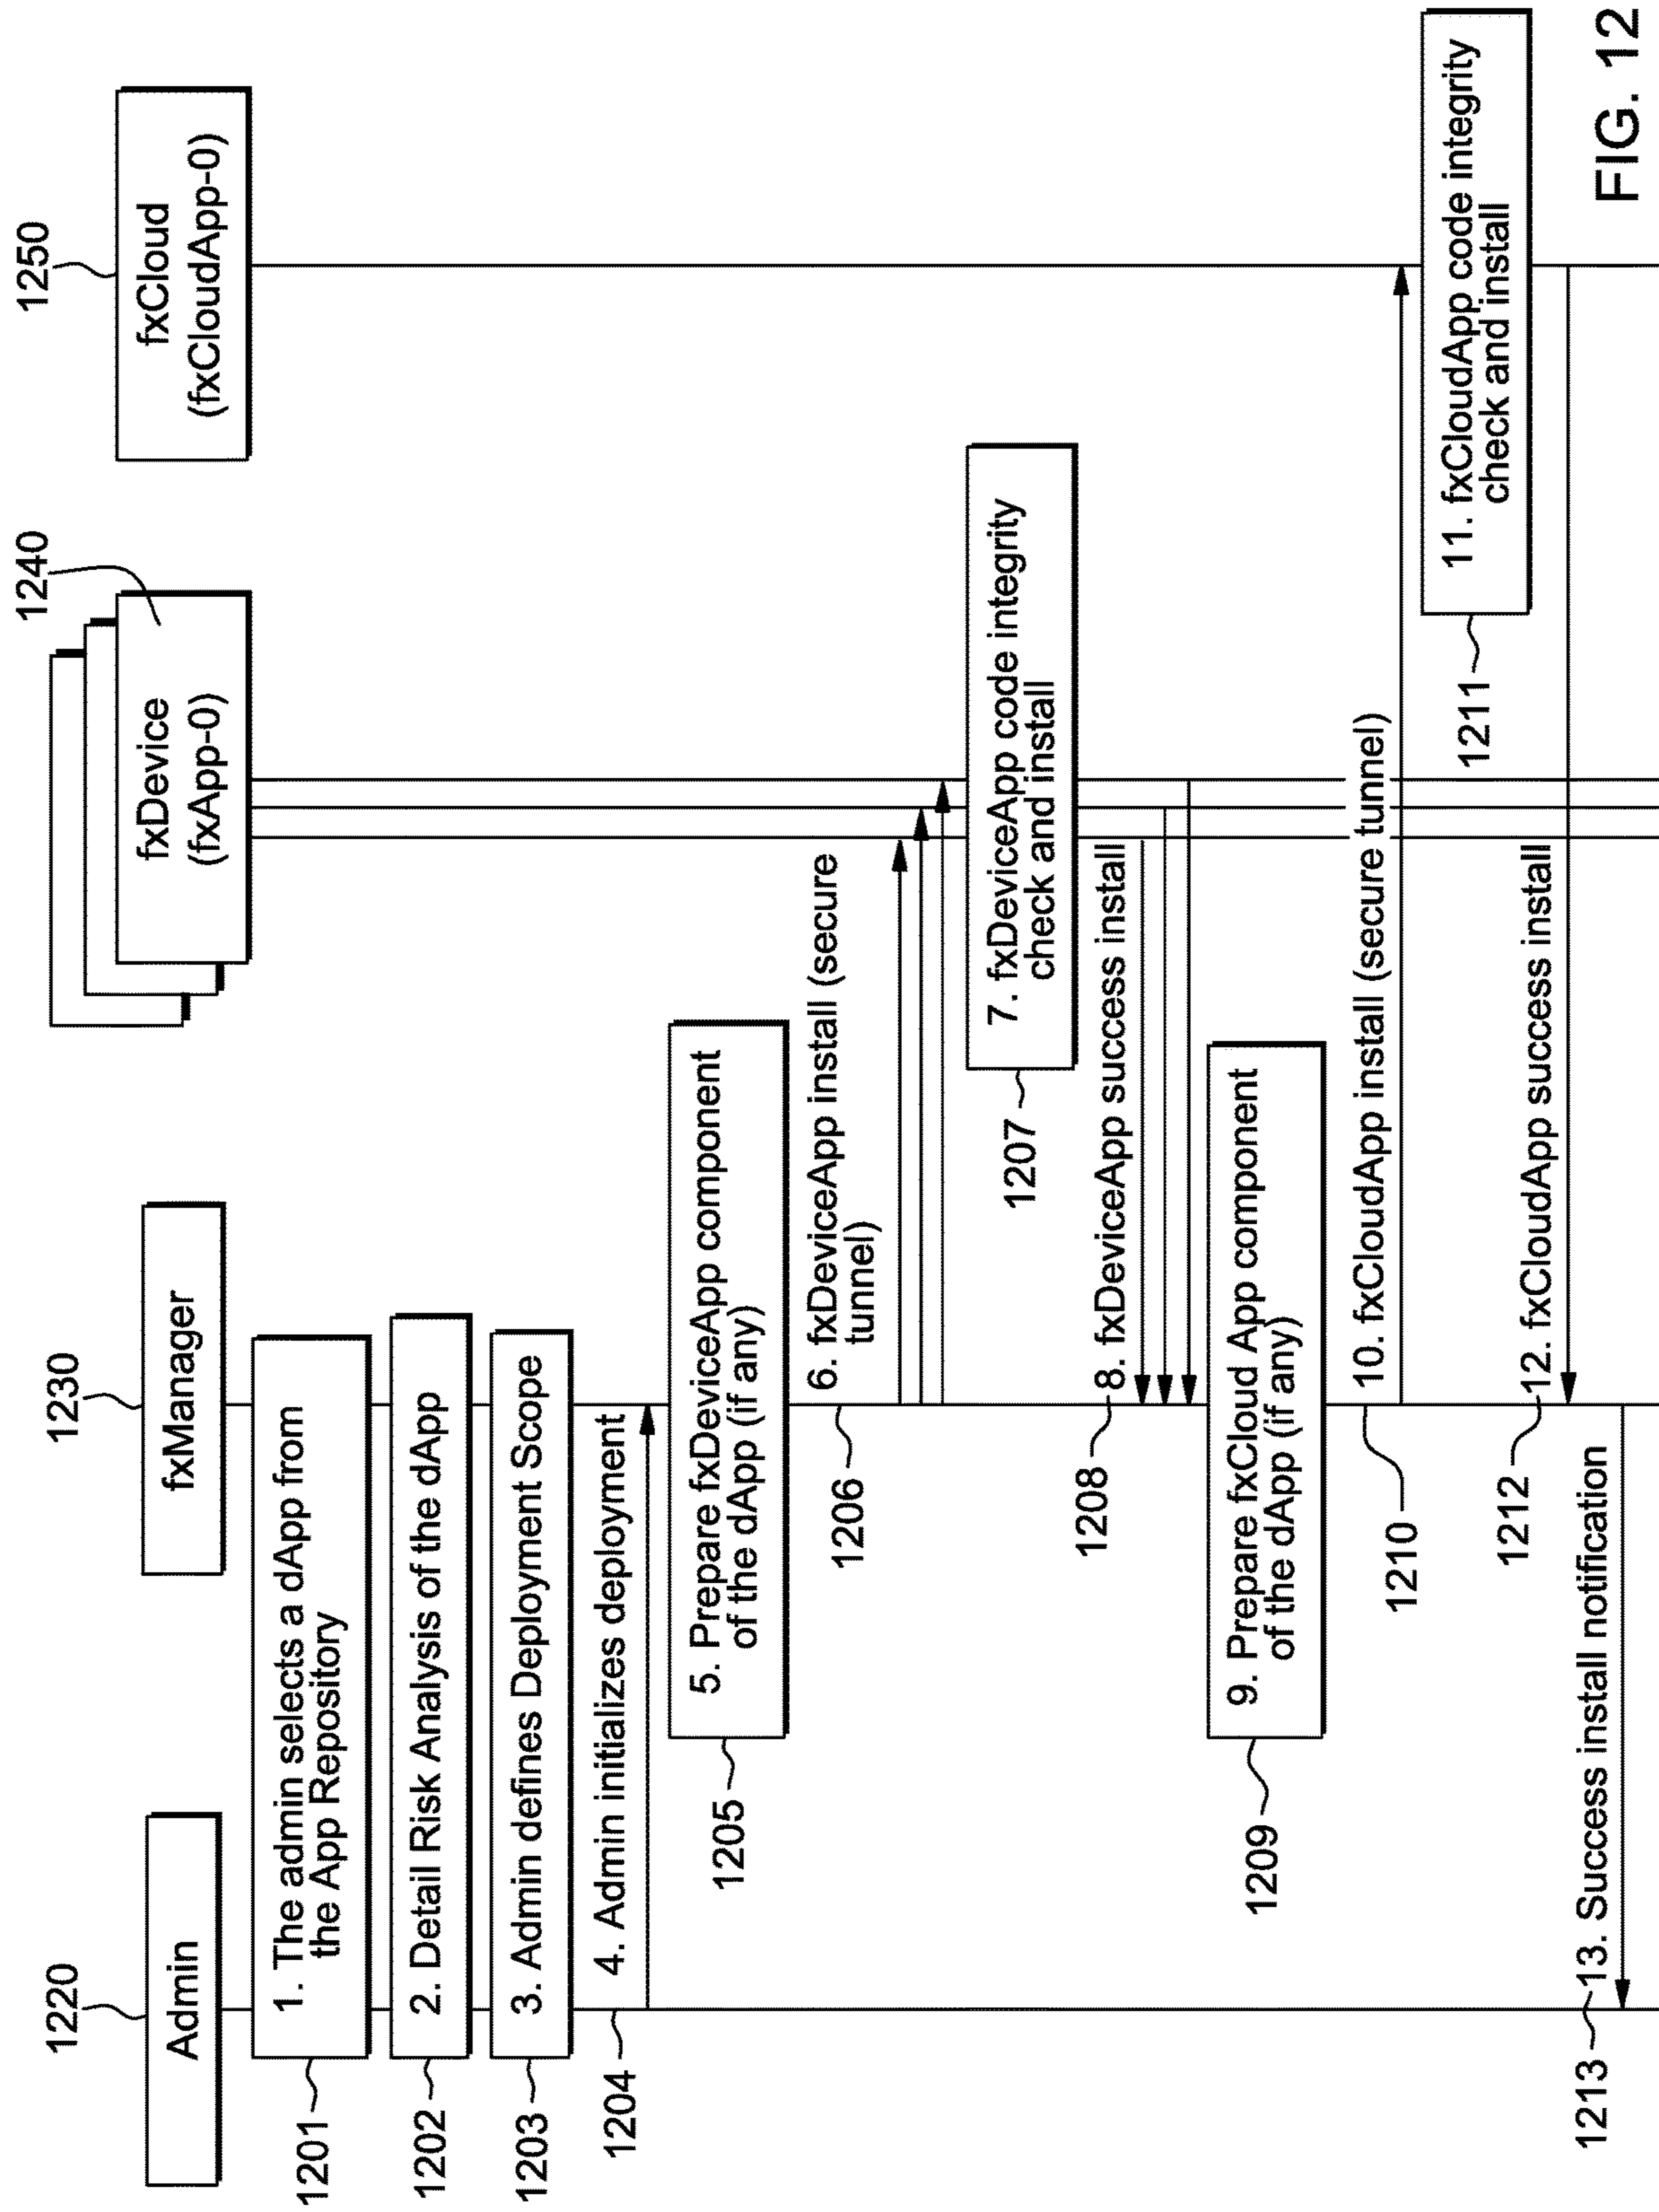 1220
Admin
1230
fxManager
1240
fxDevice
(fxApp-0)
1250
fxCloud
(fxCloudApp-0)
1201
1. The admin selects a dApp from
the App Repository
1202
2. Detail Risk Analysis of the dApp
1203
3. Admin defines Deployment Scope
1204
4. Admin initializes deployment
1205
5. Prepare fxDeviceApp component
of the dApp (if any)
1206
6. fxDeviceApp install (secure
tunnel)
1207
7. fxDeviceApp code integrity
check and install
1208
8. fxDeviceApp success install
1209
9. Prepare fxCloud App component
of the dApp (if any)
1210
10. fxCloudApp install (secure tunnel)
1211
11. fxCloudApp code integrity
check and install
1212
12. fxCloudApp success install
1213
13. Success install notification
FIG. 12